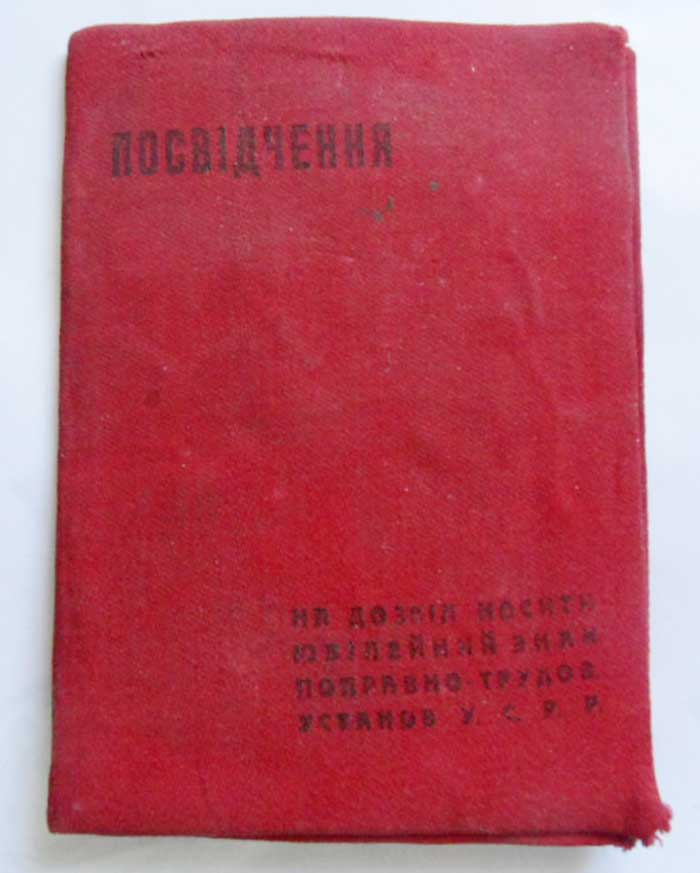 ПОСВІДЧЕННЯ
НА ДОЗВІЛ НОСИТИ
ЮВІЛЕЙНИЙ ЗНАК
ПОПРАВНО-ТРУДОВ.
УСТАНОВ У. С. Р. Р.